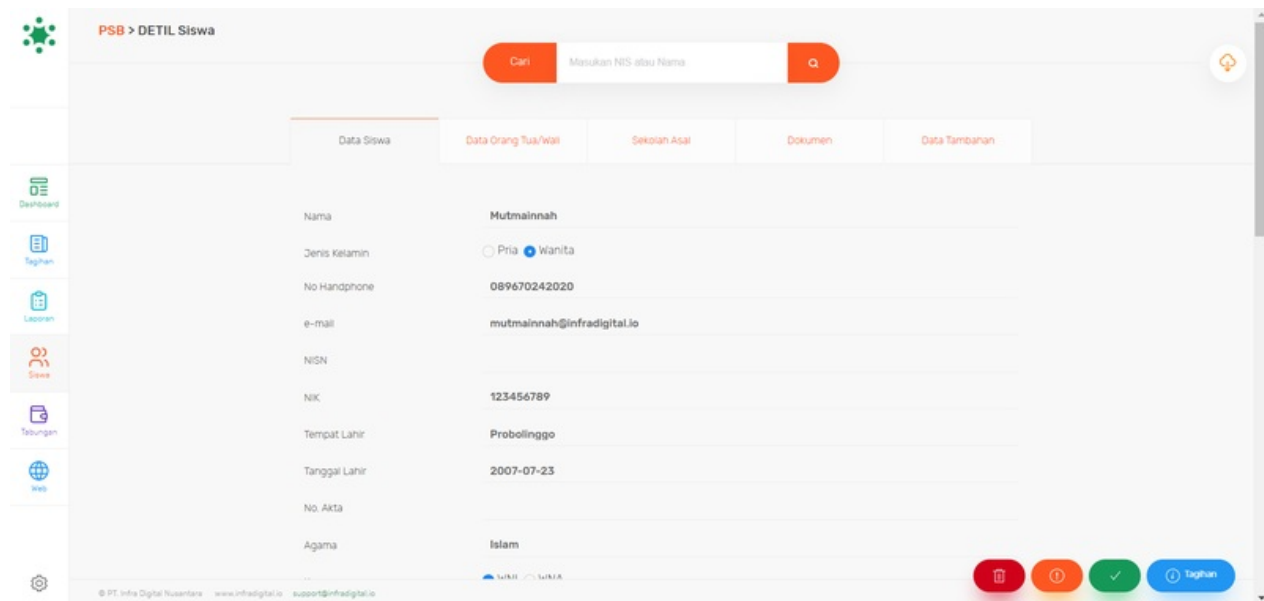 PSB > DETIL Siswa
Cari Masukan NIS atau Nama
Data Siswa Data Orang Tua/Wali Sekolah Asal Dokumen Data Tambahan
Dashboard
Tagihan
Laporan
Siswa
Tabungan
Web
Nama Mutmainnah
Jenis Kelamin Pria Wanita
No Handphone 089670242020
e-mail mutmainnah@infradigital.io
NISN
NIK 123456789
Tempat Lahir Probolinggo
Tanggal Lahir 2007-07-23
No. Akta
Agama Islam
WNI WNA
Tagihan
© PT. Infra Digital Nusantara www.infradigital.io support@infradigital.io